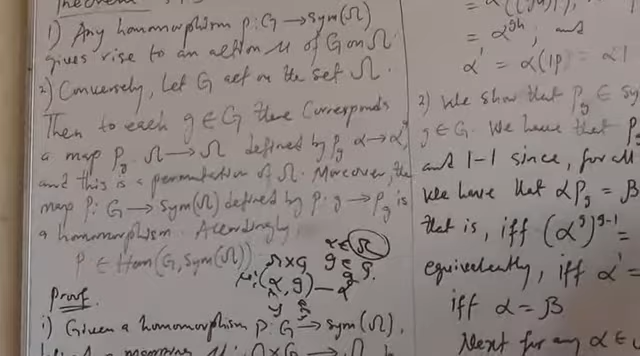 Theorem
1) Any homomorphism ρ: G → Sym(Ω)
gives rise to an action μ of G on Ω
2) Conversely, Let G act on the set Ω.
Then to each g ∈ G there corresponds
a map ρg: Ω → Ω defined by ρg α → α^g,
and this is a permutation of Ω. Moreover, the
map ρ: G → Sym(Ω) defined by ρ: g → ρg is
a homomorphism. Accordingly,
ρ ∈ Hom(G, Sym(Ω))
α ∈ Ω
Ω × G g ∈ G.
μ: (α, g) → α^g
Proof.
i) Given a homomorphism ρ: G → Sym(Ω),
μ: Ω × G → Ω
= α^gh, and
α' = α(1ρ) = α1
2) We show that ρg ∈ Sy
g ∈ G. We have that ρ
and 1-1 since, for all
we have that αρg = β
that is, iff (α^g)^g-1 =
equivalently, iff α' =
iff α = β
Next for any α ∈